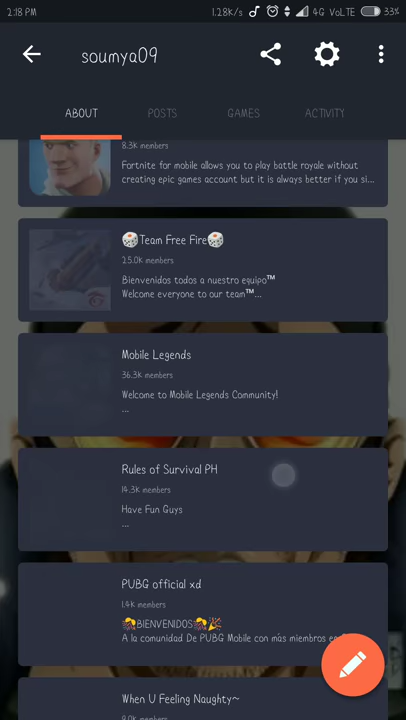 2:18 PM
1.28K/s
4G VoLTE
33%
soumya09
ABOUT
POSTS
GAMES
ACTIVITY
8.3K members
Fortnite for mobile allows you to play battle royale without
creating epic games account but it is always better if you si...
🎲Team Free Fire🎲
25.0K members
Bienvenidos todos a nuestro equipo™
Welcome everyone to our team™...
Mobile Legends
36.3K members
Welcome to Mobile Legends Community!
...
Rules of Survival PH
14.3K members
Have Fun Guys
...
PUBG official xd
1.4K members
🎊BIENVENIDOS🎊🎉
A la comunidad De PUBG Mobile con más miembros
When U Feeling Naughty~
9.0K members